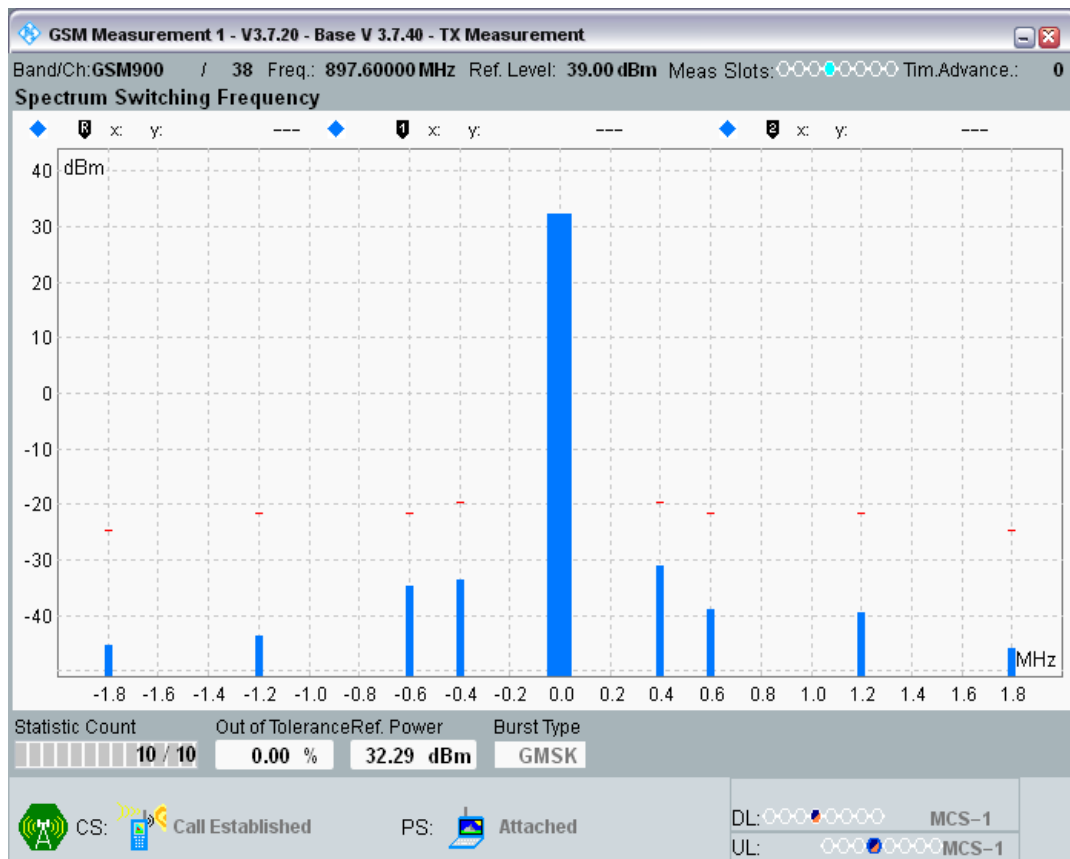 GSM Measurement 1 - V3.7.20 - Base V 3.7.40 - TX Measurement
Band/Ch:GSM900 / 38 Freq.: 897.60000 MHz Ref. Level: 39.00 dBm Meas Slots: Tim.Advance.: 0
Spectrum Switching Frequency
R x: y: --- 1 x: y: --- 2 x: y: ---
dBm
40
30
20
10
0
-10
-20
-30
-40
MHz
-1.8 -1.6 -1.4 -1.2 -1.0 -0.8 -0.6 -0.4 -0.2 0.0 0.2 0.4 0.6 0.8 1.0 1.2 1.4 1.6 1.8
Statistic Count Out of Tolerance Ref. Power Burst Type
10 / 10 0.00 % 32.29 dBm GMSK
CS: Call Established PS: Attached
DL: MCS-1
UL: MCS-1